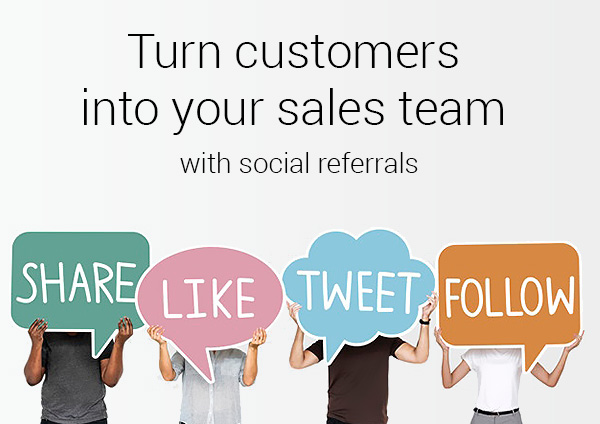 Turn customers
into your sales team
with social referrals
SHARE
LIKE
TWEET
FOLLOW